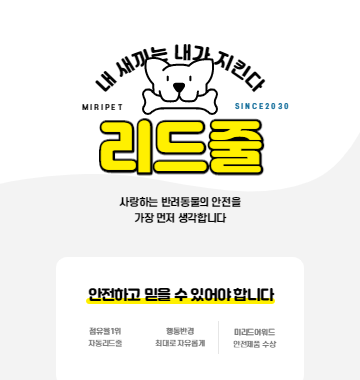 내 새끼는 내가 지킨다
MIRIPET
SINCE2030
리드줄
사랑하는 반려동물의 안전을
가장 먼저 생각합니다
안전하고 믿을 수 있어야 합니다
점유율1위
자동리드줄
행동반경
최대로 자유롭게
미리드어워드
안전제품 수상